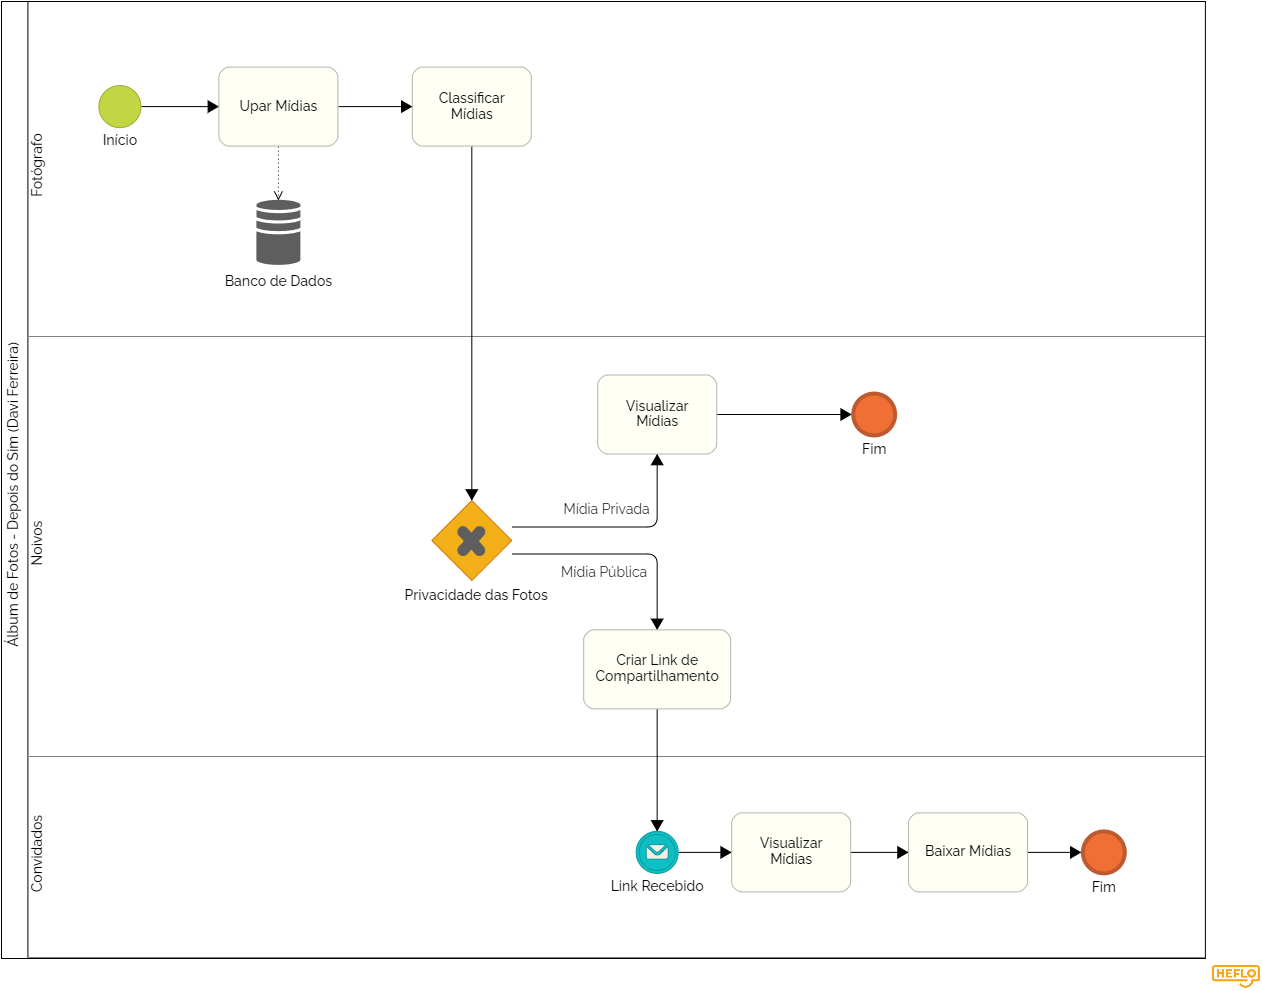 Álbum de Fotos - Depois do Sim (Davi Ferreira)
Fotógrafo
Início
Upar Mídias
Classificar
Mídias
Banco de Dados
Noivos
Visualizar
Mídias
Fim
Mídia Privada
Mídia Pública
Privacidade das Fotos
Criar Link de
Compartilhamento
Convidados
Link Recebido
Visualizar
Mídias
Baixar Mídias
Fim
HEFLO